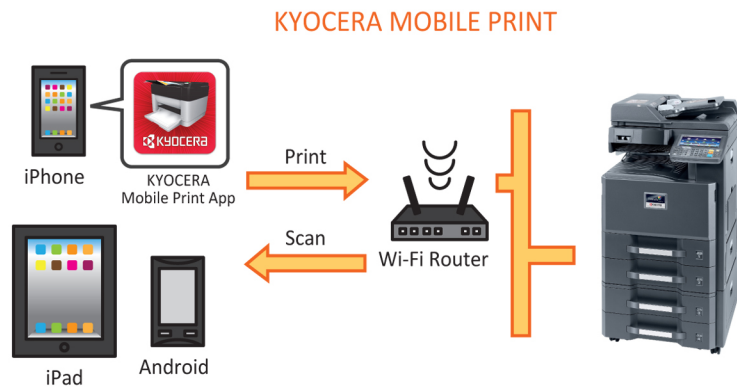 KYOCERA MOBILE PRINT
KYOCERA
iPhone
KYOCERA
Mobile Print App
Print
Scan
Wi-Fi Router
iPad
Android